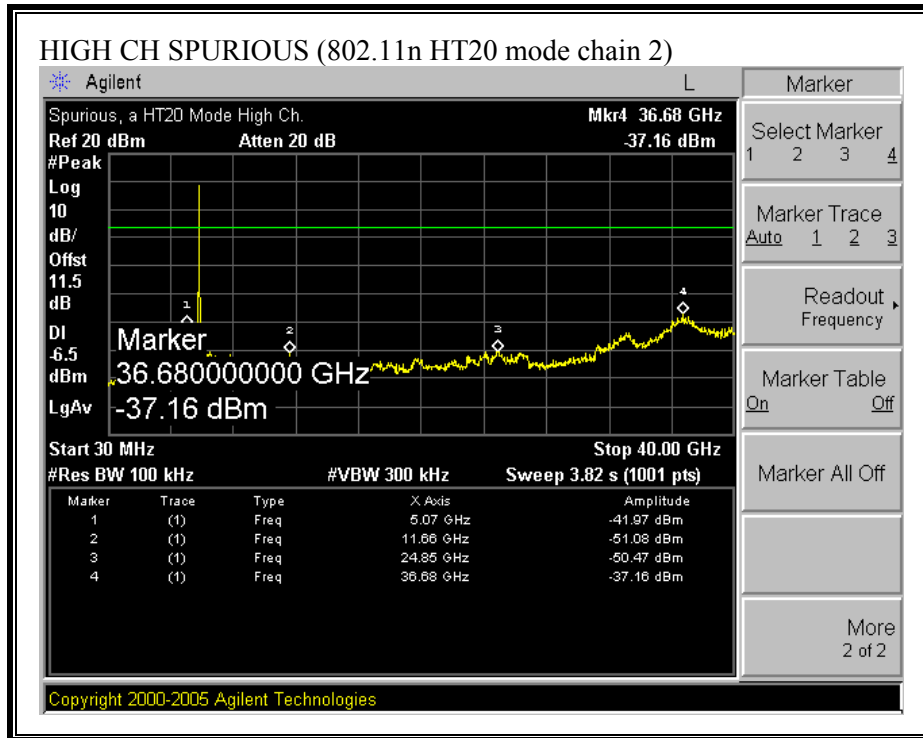 HIGH CH SPURIOUS (802.11n HT20 mode chain 2)
Agilent L
Spurious, a HT20 Mode High Ch. Mkr4 36.68 GHz
Ref 20 dBm Atten 20 dB -37.16 dBm
#Peak
Log
10
dB/
Offst
11.5
dB
DI
-6.5
dBm
LgAv
1
2
3
4
Marker
36.680000000 GHz
-37.16 dBm
Start 30 MHz Stop 40.00 GHz
#Res BW 100 kHz #VBW 300 kHz Sweep 3.82 s (1001 pts)
Marker Trace Type X Axis Amplitude
1 (1) Freq 5.07 GHz -41.97 dBm
2 (1) Freq 11.66 GHz -51.08 dBm
3 (1) Freq 24.85 GHz -50.47 dBm
4 (1) Freq 36.68 GHz -37.16 dBm
Copyright 2000-2005 Agilent Technologies
Marker
Select Marker
1 2 3 4
Marker Trace
Auto 1 2 3
Readout
Frequency
Marker Table
On Off
Marker All Off
More
2 of 2